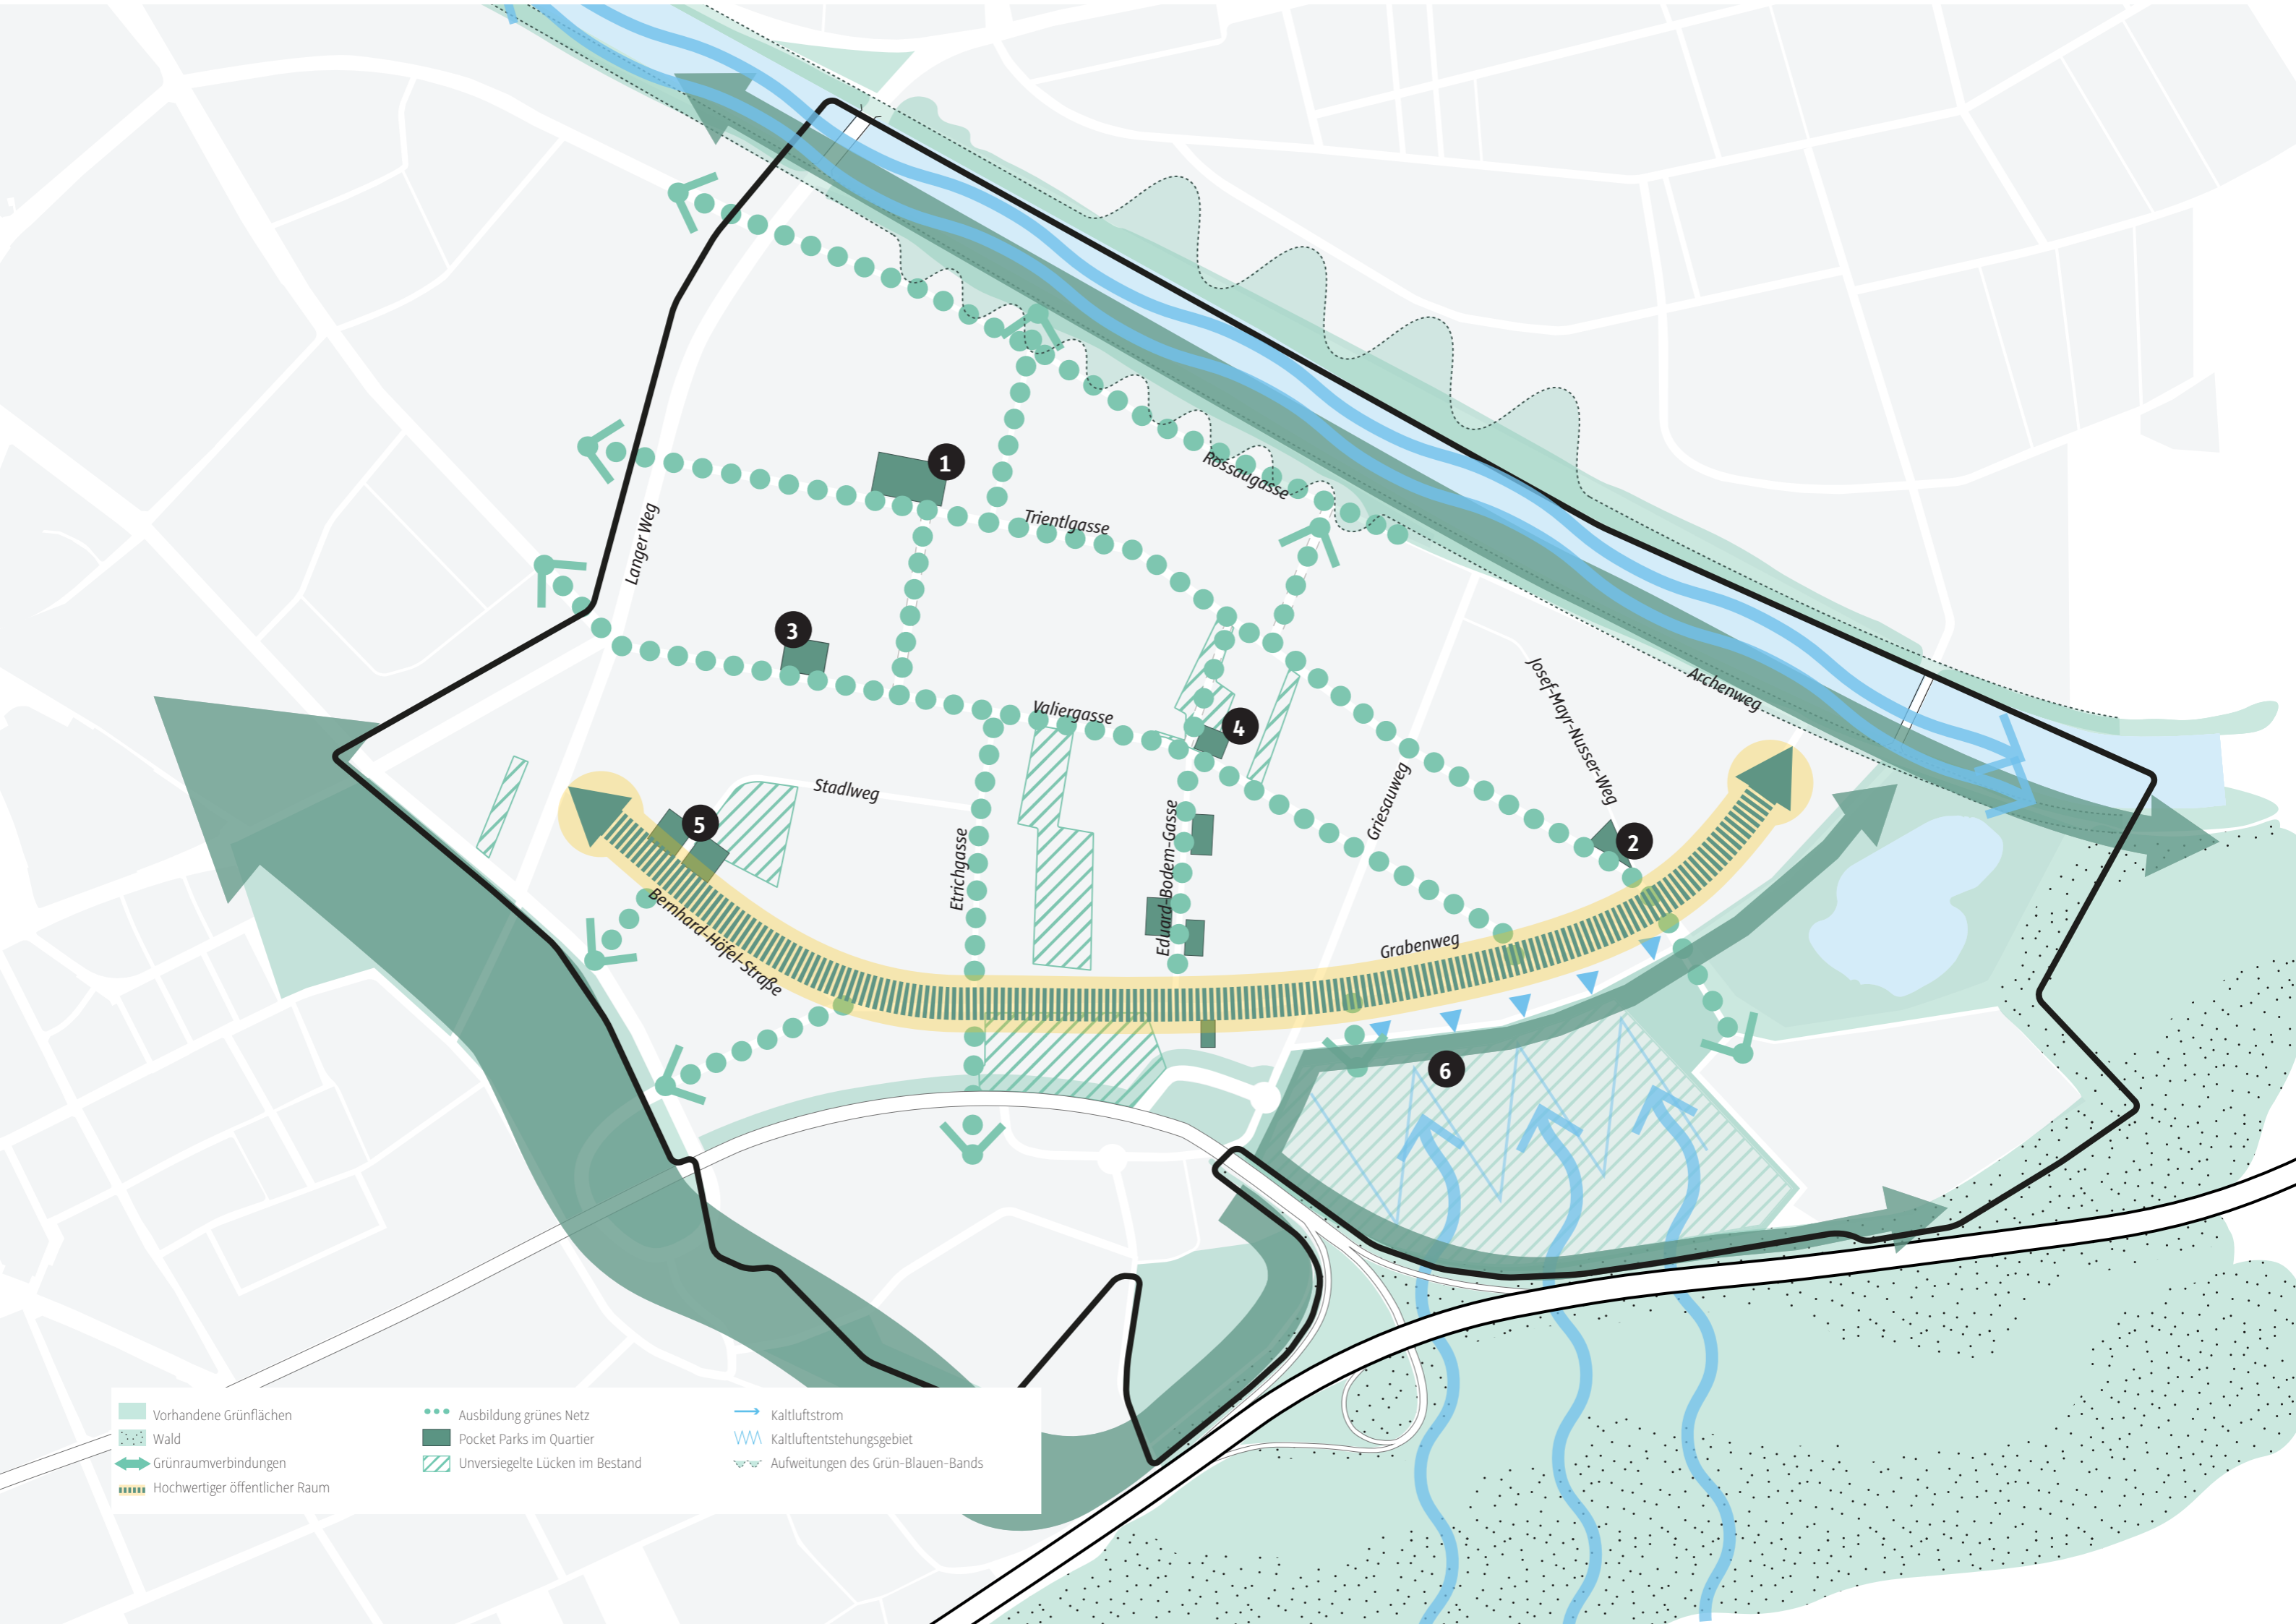 1
Rossaugasse
Trientlgasse
Langer Weg
3
Archenweg
Josef-Mayr-Nusser-Weg
Valiergasse
4
Stadlweg
Griesauweg
5
2
Etrichgasse
Eduard-Bodem-Gasse
Bernhard-Höfel-Straße
Grabenweg
6
Vorhandene Grünflächen
Wald
Grünraumverbindungen
Hochwertiger öffentlicher Raum
Ausbildung grünes Netz
Pocket Parks im Quartier
Unversiegelte Lücken im Bestand
Kaltluftstrom
Kaltluftentstehungsgebiet
Aufweitungen des Grün-Blauen-Bands